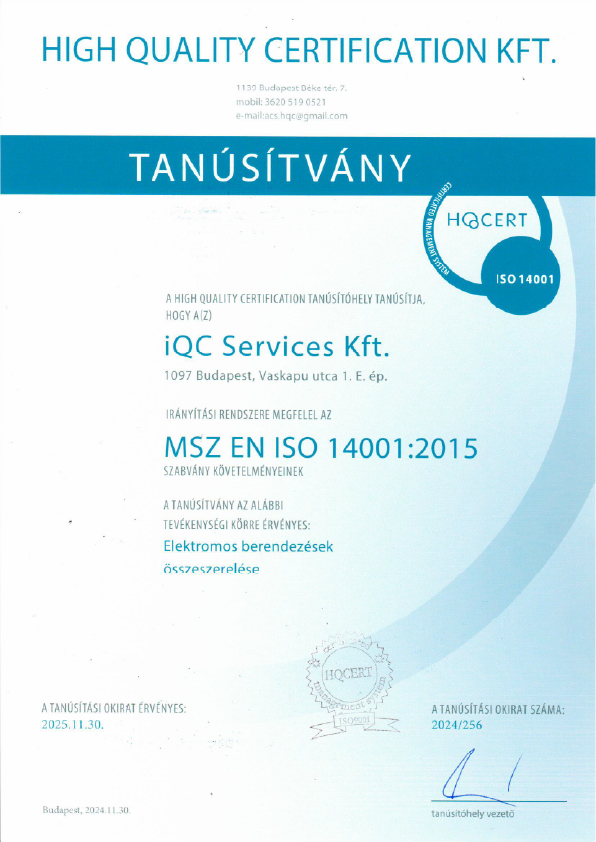 HIGH QUALITY CERTIFICATION KFT.
1139 Budapest Béke tér. 7.
mobil: 3620 519 0521
e-mail:acs.hqc@gmail.com
TANÚSÍTVÁNY
CERTIFICATED MANAGEMENT SYSTEM
HQCERT
ISO 14001
A HIGH QUALITY CERTIFICATION TANÚSÍTÓHELY TANÚSÍTJA,
HOGY A(Z)
iQC Services Kft.
1097 Budapest, Vaskapu utca 1. E. ép.
IRÁNYÍTÁSI RENDSZERE MEGFELEL AZ
MSZ EN ISO 14001:2015
SZABVÁNY KÖVETELMÉNYEINEK
A TANÚSÍTVÁNY AZ ALÁBBI
TEVÉKENYSÉGI KÖRRE ÉRVÉNYES:
Elektromos berendezések
összeszerelése
HQCERT
ISO9001
A TANÚSÍTÁSI OKIRAT ÉRVÉNYES:
2025.11.30.
A TANÚSÍTÁSI OKIRAT SZÁMA:
2024/256
Budapest, 2024.11.30.
tanúsítóhely vezető